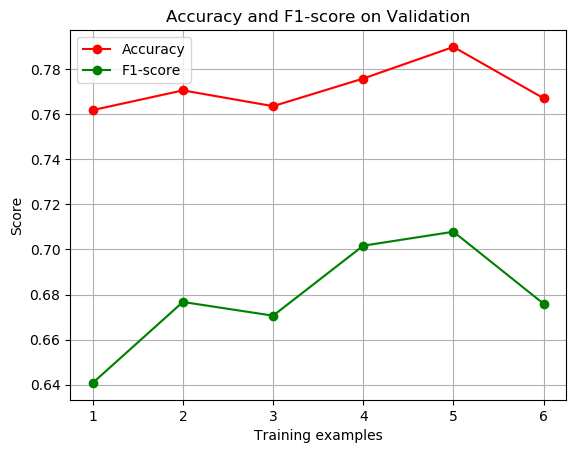 Accuracy and F1-score on Validation
Accuracy
F1-score
0.78
0.76
0.74
0.72
0.70
0.68
0.66
0.64
Score
1 2 3 4 5 6
Training examples